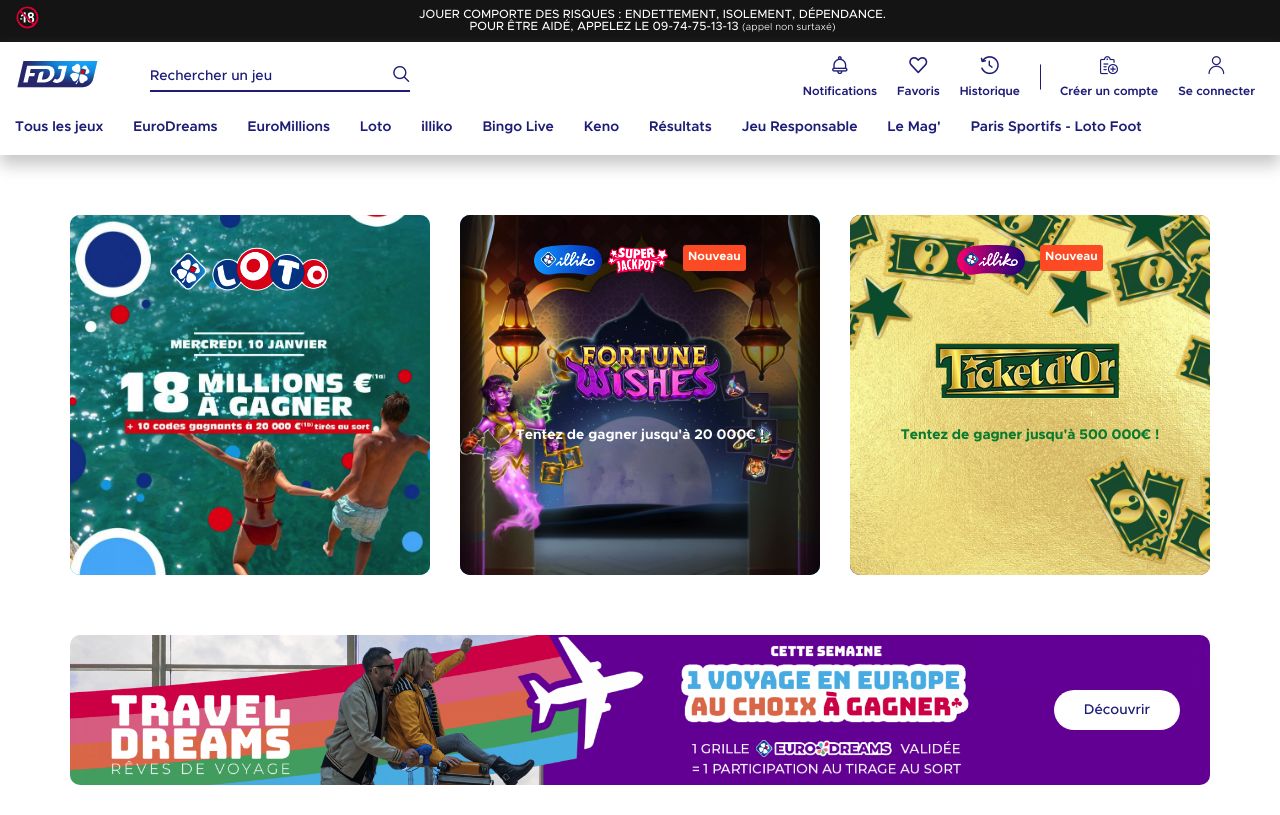 -18
JOUER COMPORTE DES RISQUES : ENDETTEMENT, ISOLEMENT, DÉPENDANCE.
POUR ÊTRE AIDÉ, APPELEZ LE 09-74-75-13-13 (appel non surtaxé)
FDJ
Rechercher un jeu
Notifications
Favoris
Historique
Créer un compte
Se connecter
Tous les jeux
EuroDreams
EuroMillions
Loto
illiko
Bingo Live
Keno
Résultats
Jeu Responsable
Le Mag'
Paris Sportifs - Loto Foot
LOTO
MERCREDI 10 JANVIER
18 MILLIONS €(1a)
À GAGNER
+ 10 codes gagnants à 20 000 €(1b) tirés au sort
illiko
SUPER JACKPOT
Nouveau
FORTUNE
WISHES
Tentez de gagner jusqu'à 20 000€ !
illiko
Nouveau
Ticket d'Or
Tentez de gagner jusqu'à 500 000€ !
TRAVEL
DREAMS
RÊVES DE VOYAGE
CETTE SEMAINE
1 VOYAGE EN EUROPE
AU CHOIX À GAGNER*
1 GRILLE EURODREAMS VALIDÉE
= 1 PARTICIPATION AU TIRAGE AU SORT
Découvrir